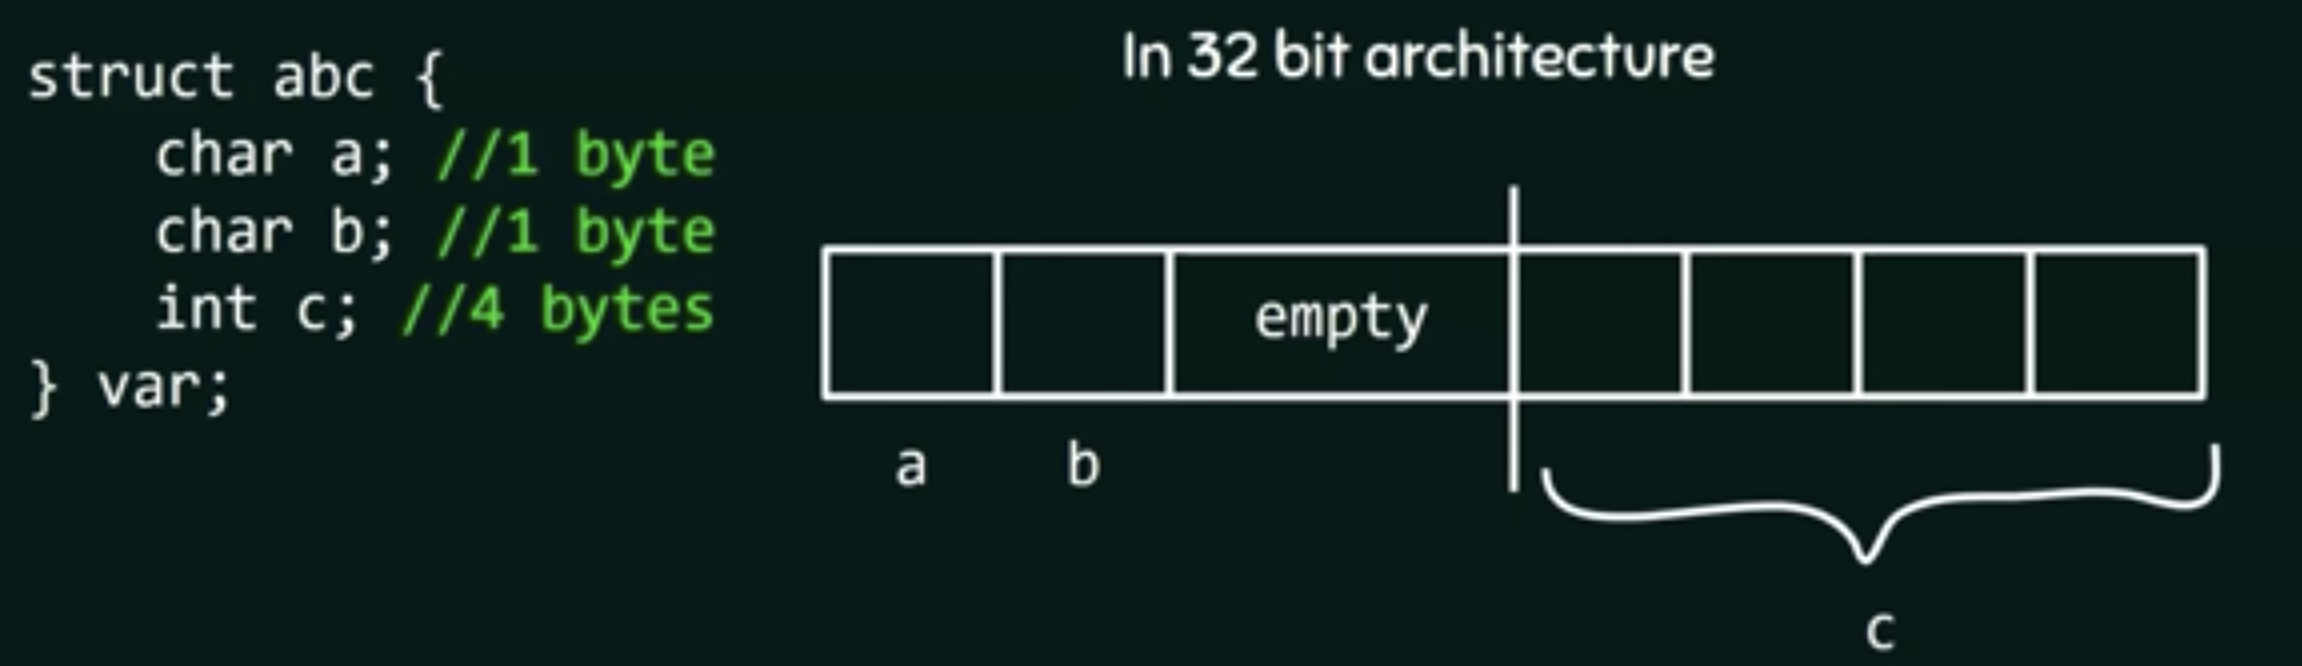 struct abc {
    char a; //1 byte
    char b; //1 byte
    int c; //4 bytes
} var;
In 32 bit architecture
empty
a b
c